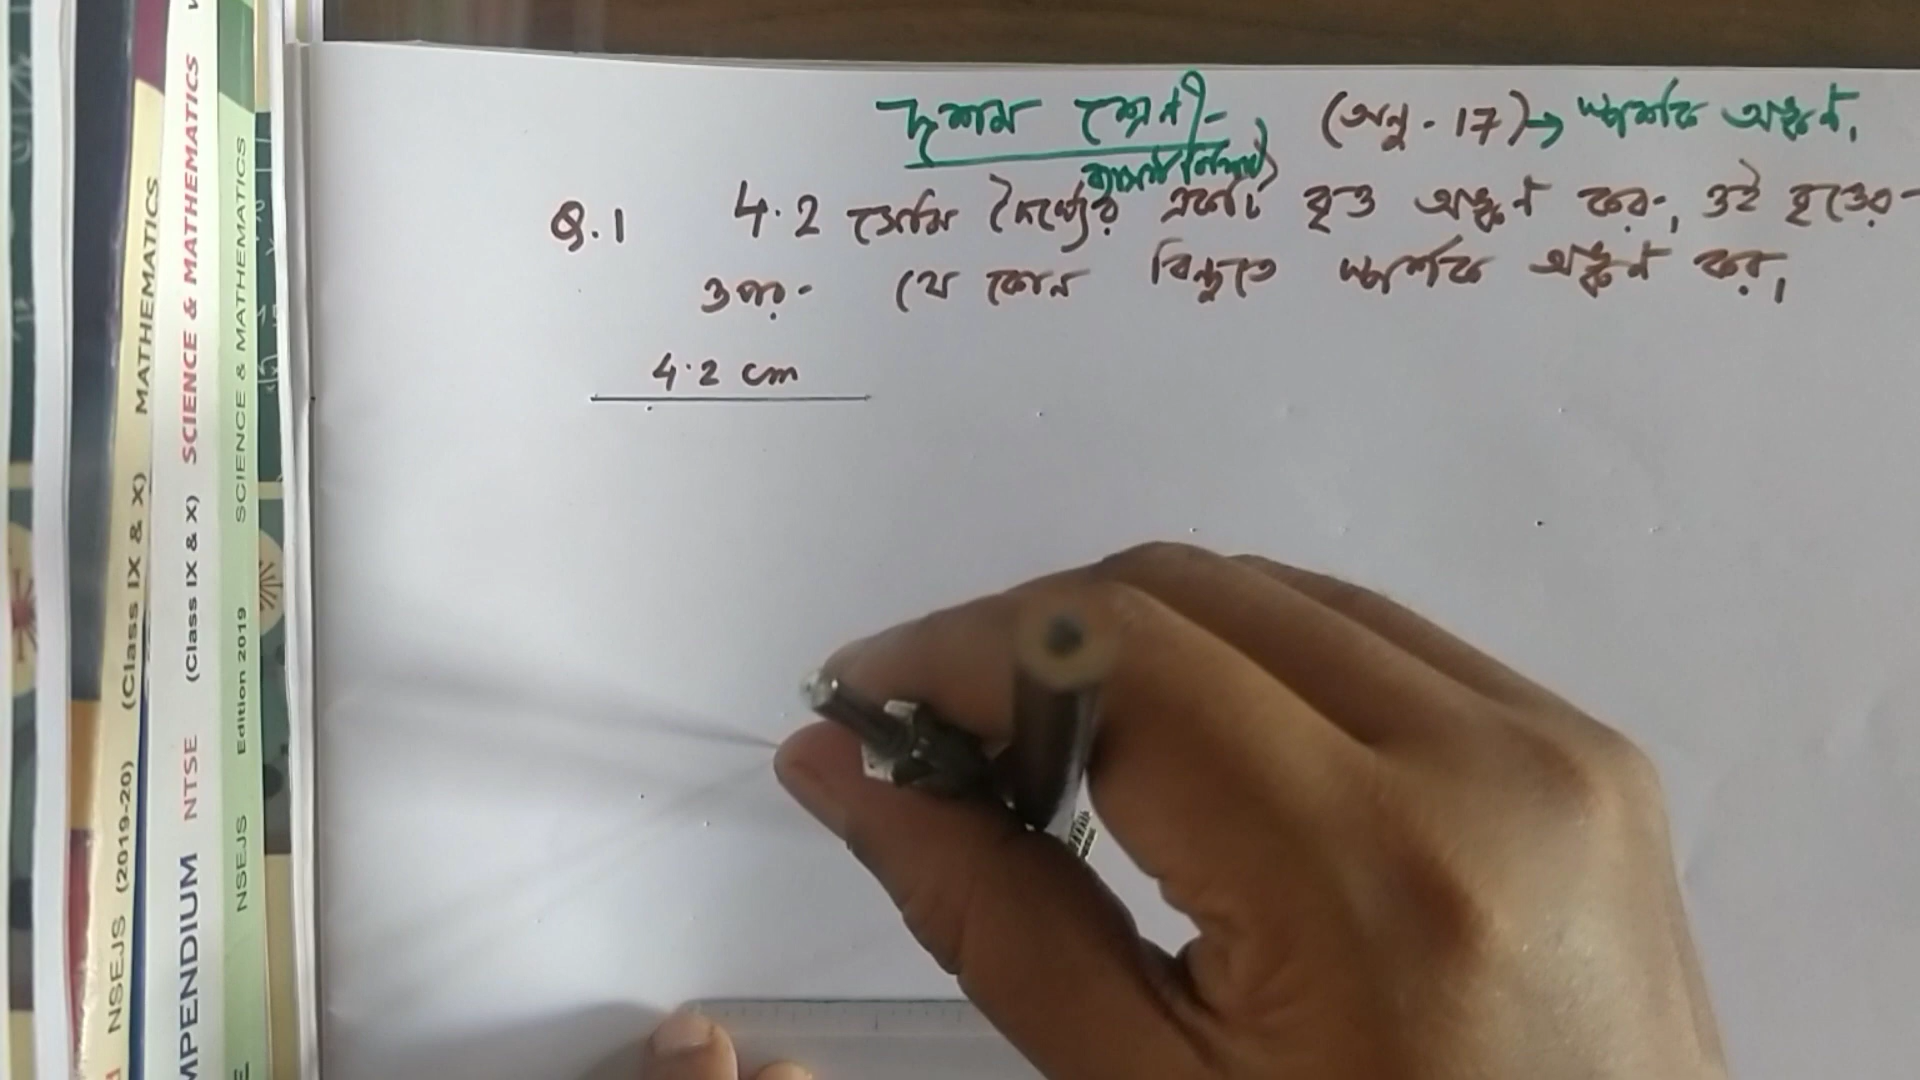 দশম শ্রেণী (অনু - 17) → স্পর্শক অঙ্কন।
ব্যাসার্ধ বিশিষ্ট
Q.1 4.2 সেমি দৈর্ঘ্যের একটি বৃত্ত অঙ্কন কর, ওই বৃত্তের
ওপর যে কোন বিন্দুতে স্পর্শক অঙ্কন কর।
4.2 cm
NSEJS (2019-20) (Class IX & X) MATHEMATICS
MPENDIUM NTSE (Class IX & X) SCIENCE & MATHEMATICS
NSEJS Edition 2019 SCIENCE & MATHEMATICS